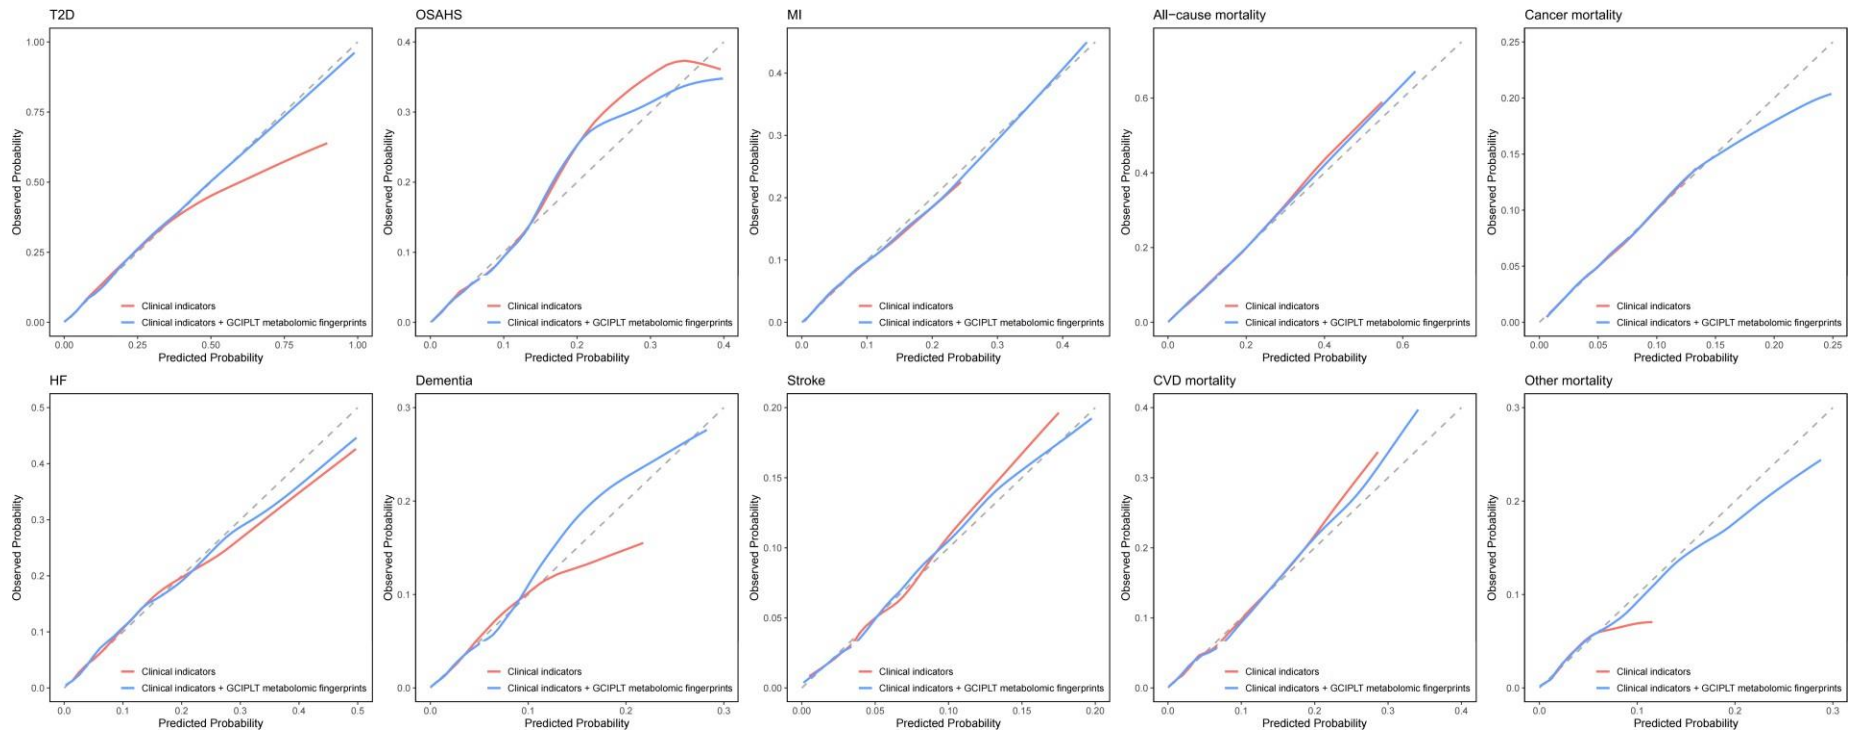 T2D
OSAHS
MI
All−cause mortality
Cancer mortality
Observed Probability
1.00
0.75
0.50
0.25
0.00
Clinical indicators
Clinical indicators + GCIPLT metabolomic fingerprints
0.00 0.25 0.50 0.75 1.00
Predicted Probability
Observed Probability
0.4
0.3
0.2
0.1
0.0
Clinical indicators
Clinical indicators + GCIPLT metabolomic fingerprints
0.0 0.1 0.2 0.3 0.4
Predicted Probability
Observed Probability
0.4
0.3
0.2
0.1
0.0
Clinical indicators
Clinical indicators + GCIPLT metabolomic fingerprints
0.0 0.1 0.2 0.3 0.4
Predicted Probability
Observed Probability
0.6
0.4
0.2
0.0
Clinical indicators
Clinical indicators + GCIPLT metabolomic fingerprints
0.0 0.2 0.4 0.6
Predicted Probability
Observed Probability
0.25
0.20
0.15
0.10
0.05
0.00
Clinical indicators
Clinical indicators + GCIPLT metabolomic fingerprints
0.00 0.05 0.10 0.15 0.20 0.25
Predicted Probability
HF
Dementia
Stroke
CVD mortality
Other mortality
Observed Probability
0.5
0.4
0.3
0.2
0.1
0.0
Clinical indicators
Clinical indicators + GCIPLT metabolomic fingerprints
0.0 0.1 0.2 0.3 0.4 0.5
Predicted Probability
Observed Probability
0.3
0.2
0.1
0.0
Clinical indicators
Clinical indicators + GCIPLT metabolomic fingerprints
0.0 0.1 0.2 0.3
Predicted Probability
Observed Probability
0.20
0.15
0.10
0.05
0.00
Clinical indicators
Clinical indicators + GCIPLT metabolomic fingerprints
0.00 0.05 0.10 0.15 0.20
Predicted Probability
Observed Probability
0.4
0.3
0.2
0.1
0.0
Clinical indicators
Clinical indicators + GCIPLT metabolomic fingerprints
0.0 0.1 0.2 0.3 0.4
Predicted Probability
Observed Probability
0.3
0.2
0.1
0.0
Clinical indicators
Clinical indicators + GCIPLT metabolomic fingerprints
0.0 0.1 0.2 0.3
Predicted Probability